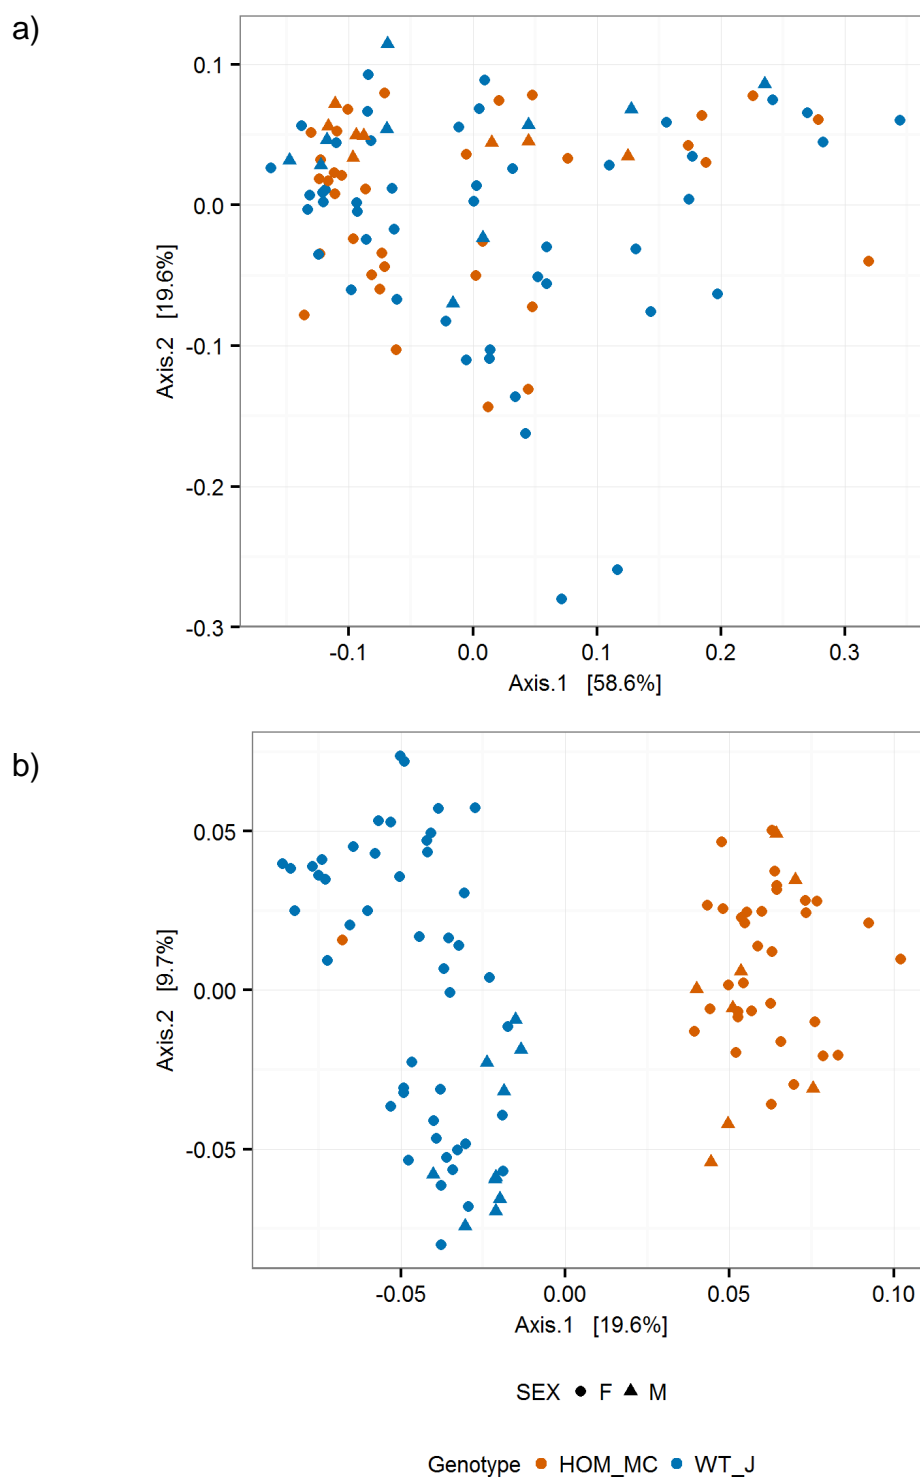 a)
0.1
0.0
-0.1
-0.2
-0.3
Axis.2 [19.6%]
-0.1 0.0 0.1 0.2 0.3
Axis.1 [58.6%]
b)
0.05
0.00
-0.05
Axis.2 [9.7%]
-0.05 0.00 0.05 0.10
Axis.1 [19.6%]
SEX F M
Genotype HOM_MC WT_J